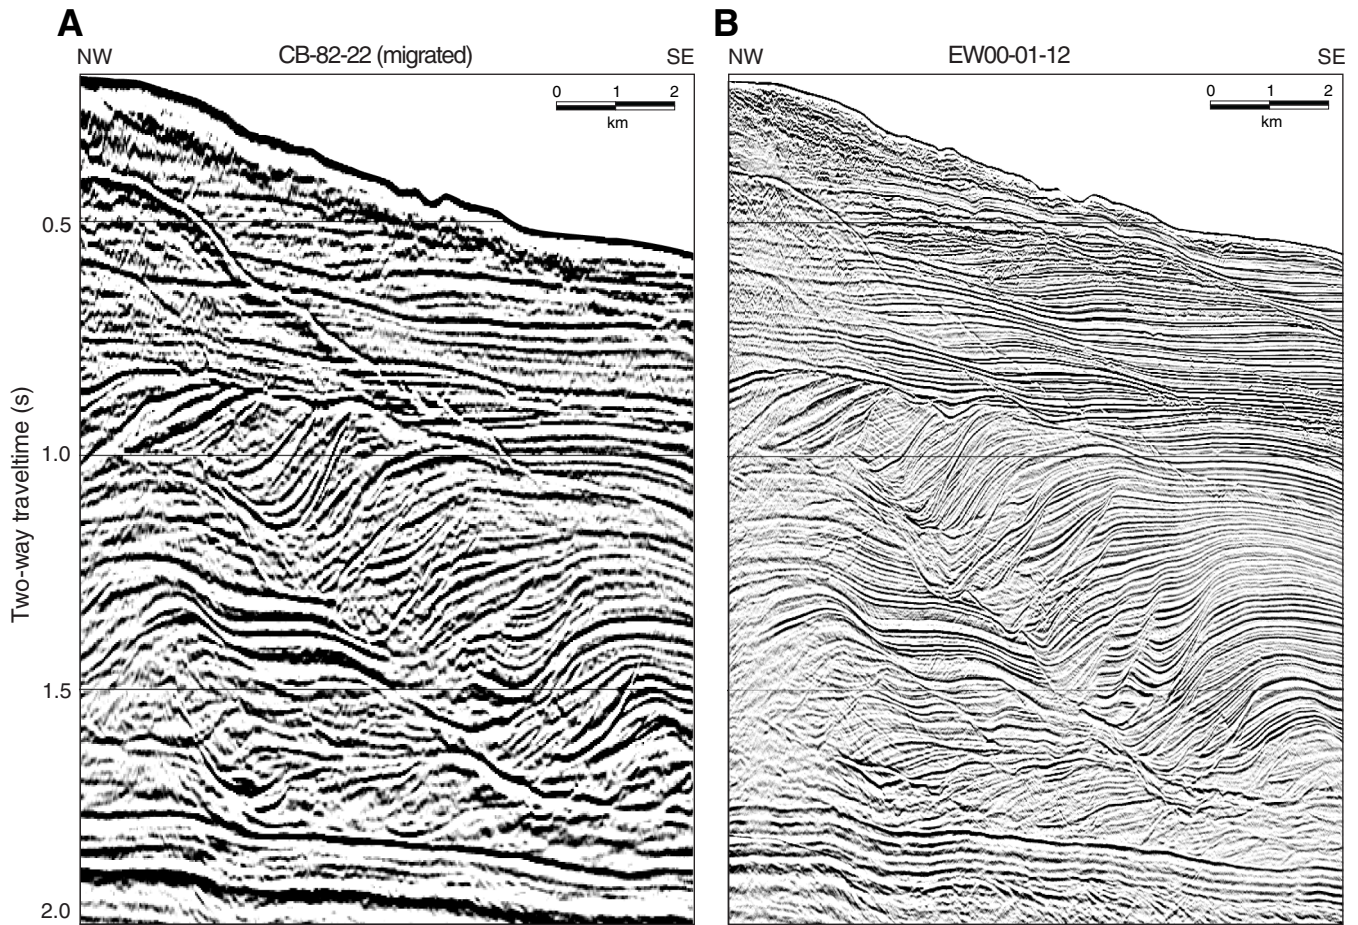 A
B
NW
CB-82-22 (migrated)
SE
NW
EW00-01-12
SE
0 1 2
km
0 1 2
km
0.5
1.0
1.5
2.0
Two-way traveltime (s)